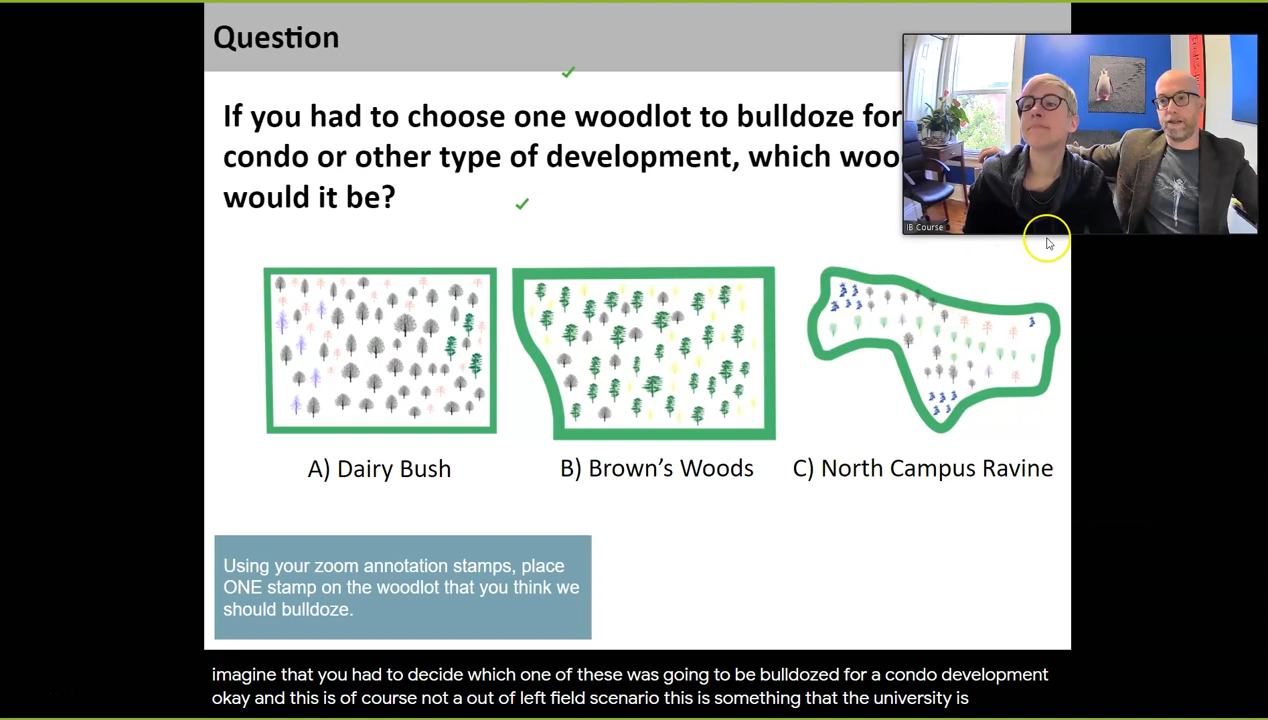 Question
If you had to choose one woodlot to bulldoze for
condo or other type of development, which
would it be?
IB Course
A) Dairy Bush
B) Brown's Woods
C) North Campus Ravine
Using your zoom annotation stamps, place
ONE stamp on the woodlot that you think we
should bulldoze.
imagine that you had to decide which one of these was going to be bulldozed for a condo development
okay and this is of course not a out of left field scenario this is something that the university is